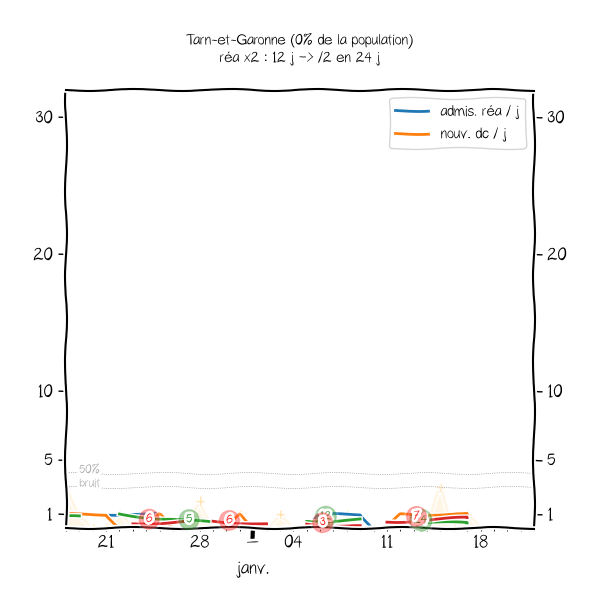 Tarn-et-Garonne (0% de la population)
réa x2 : 12 j -> /2 en 24 j
admis. réa / j
nouv. dc / j
30 30
20 20
10 10
5 5
50%
bruit
1 1
6 5 6 3 7
21 28 1 04 11 18
janv.